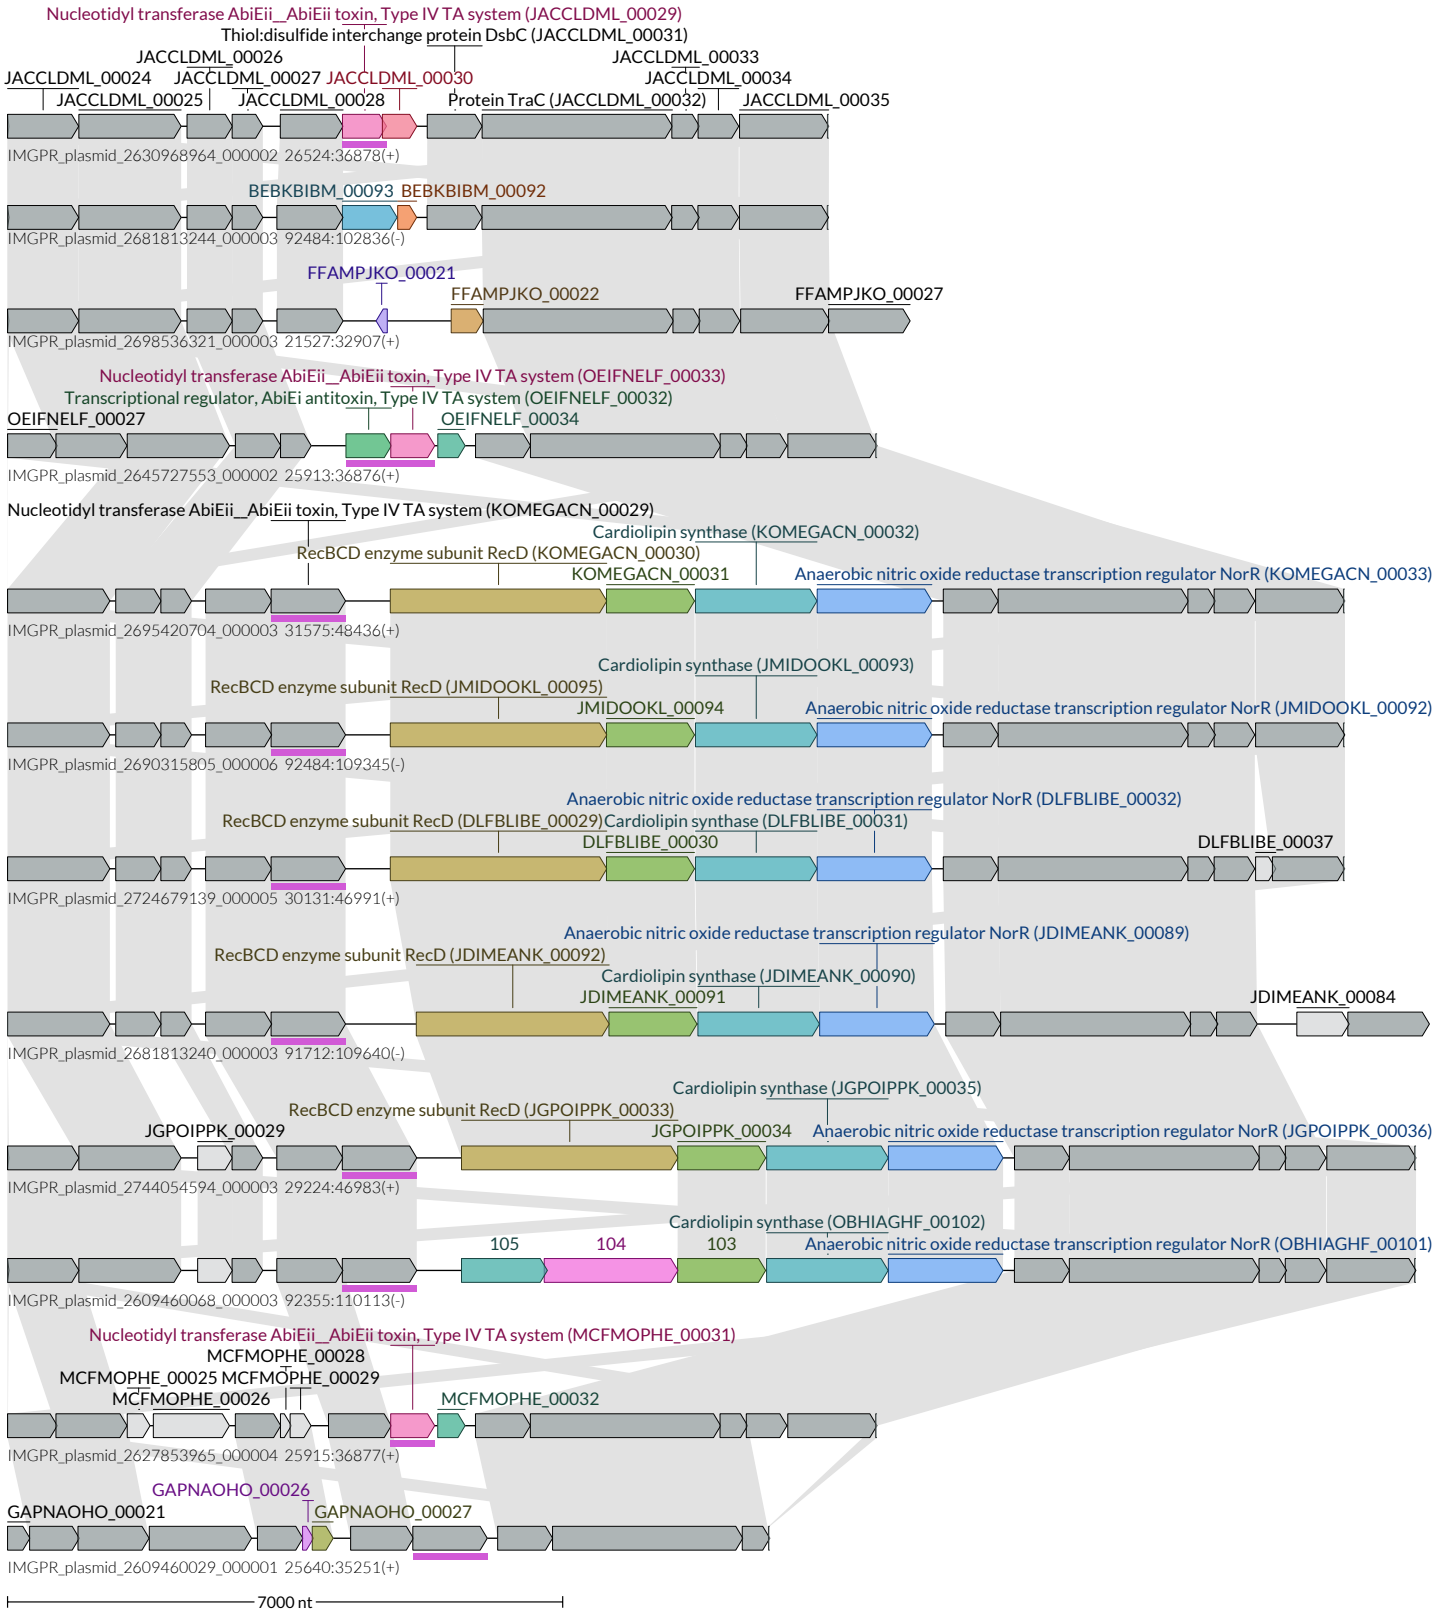 Nucleotidyl transferase AbiEii__AbiEii toxin, Type IV TA system (JACCLDML_00029)
Thiol:disulfide interchange protein DsbC (JACCLDML_00031)
JACCLDML_00026 JACCLDML_00033
JACCLDML_00024 JACCLDML_00027 JACCLDML_00030 JACCLDML_00034
JACCLDML_00025 JACCLDML_00028 Protein TraC (JACCLDML_00032) JACCLDML_00035
IMGPR_plasmid_2630968964_000002 26524:36878(+)
BEBKBIBM_00093 BEBKBIBM_00092
IMGPR_plasmid_2681813244_000003 92484:102836(-)
FFAMPJKO_00021
FFAMPJKO_00022 FFAMPJKO_00027
IMGPR_plasmid_2698536321_000003 21527:32907(+)
Nucleotidyl transferase AbiEii__AbiEii toxin, Type IV TA system (OEIFNELF_00033)
Transcriptional regulator, AbiEi antitoxin, Type IV TA system (OEIFNELF_00032)
OEIFNELF_00027 OEIFNELF_00034
IMGPR_plasmid_2645727553_000002 25913:36876(+)
Nucleotidyl transferase AbiEii__AbiEii toxin, Type IV TA system (KOMEGACN_00029)
Cardiolipin synthase (KOMEGACN_00032)
RecBCD enzyme subunit RecD (KOMEGACN_00030)
KOMEGACN_00031 Anaerobic nitric oxide reductase transcription regulator NorR (KOMEGACN_00033)
IMGPR_plasmid_2695420704_000003 31575:48436(+)
Cardiolipin synthase (JMIDOOKL_00093)
RecBCD enzyme subunit RecD (JMIDOOKL_00095)
JMIDOOKL_00094 Anaerobic nitric oxide reductase transcription regulator NorR (JMIDOOKL_00092)
IMGPR_plasmid_2690315805_000006 92484:109345(-)
Anaerobic nitric oxide reductase transcription regulator NorR (DLFBLIBE_00032)
RecBCD enzyme subunit RecD (DLFBLIBE_00029) Cardiolipin synthase (DLFBLIBE_00031)
DLFBLIBE_00030 DLFBLIBE_00037
IMGPR_plasmid_2724679139_000005 30131:46991(+)
Anaerobic nitric oxide reductase transcription regulator NorR (JDIMEANK_00089)
RecBCD enzyme subunit RecD (JDIMEANK_00092)
Cardiolipin synthase (JDIMEANK_00090)
JDIMEANK_00091 JDIMEANK_00084
IMGPR_plasmid_2681813240_000003 91712:109640(-)
Cardiolipin synthase (JGPOIPPK_00035)
RecBCD enzyme subunit RecD (JGPOIPPK_00033)
JGPOIPPK_00029 JGPOIPPK_00034 Anaerobic nitric oxide reductase transcription regulator NorR (JGPOIPPK_00036)
IMGPR_plasmid_2744054594_000003 29224:46983(+)
Cardiolipin synthase (OBHIAGHF_00102)
105 104 103 Anaerobic nitric oxide reductase transcription regulator NorR (OBHIAGHF_00101)
IMGPR_plasmid_2609460068_000003 92355:110113(-)
Nucleotidyl transferase AbiEii__AbiEii toxin, Type IV TA system (MCFMOPHE_00031)
MCFMOPHE_00028
MCFMOPHE_00025 MCFMOPHE_00029
MCFMOPHE_00026 MCFMOPHE_00032
IMGPR_plasmid_2627853965_000004 25915:36877(+)
GAPNAOHO_00026
GAPNAOHO_00021 GAPNAOHO_00027
IMGPR_plasmid_2609460029_000001 25640:35251(+)
7000 nt